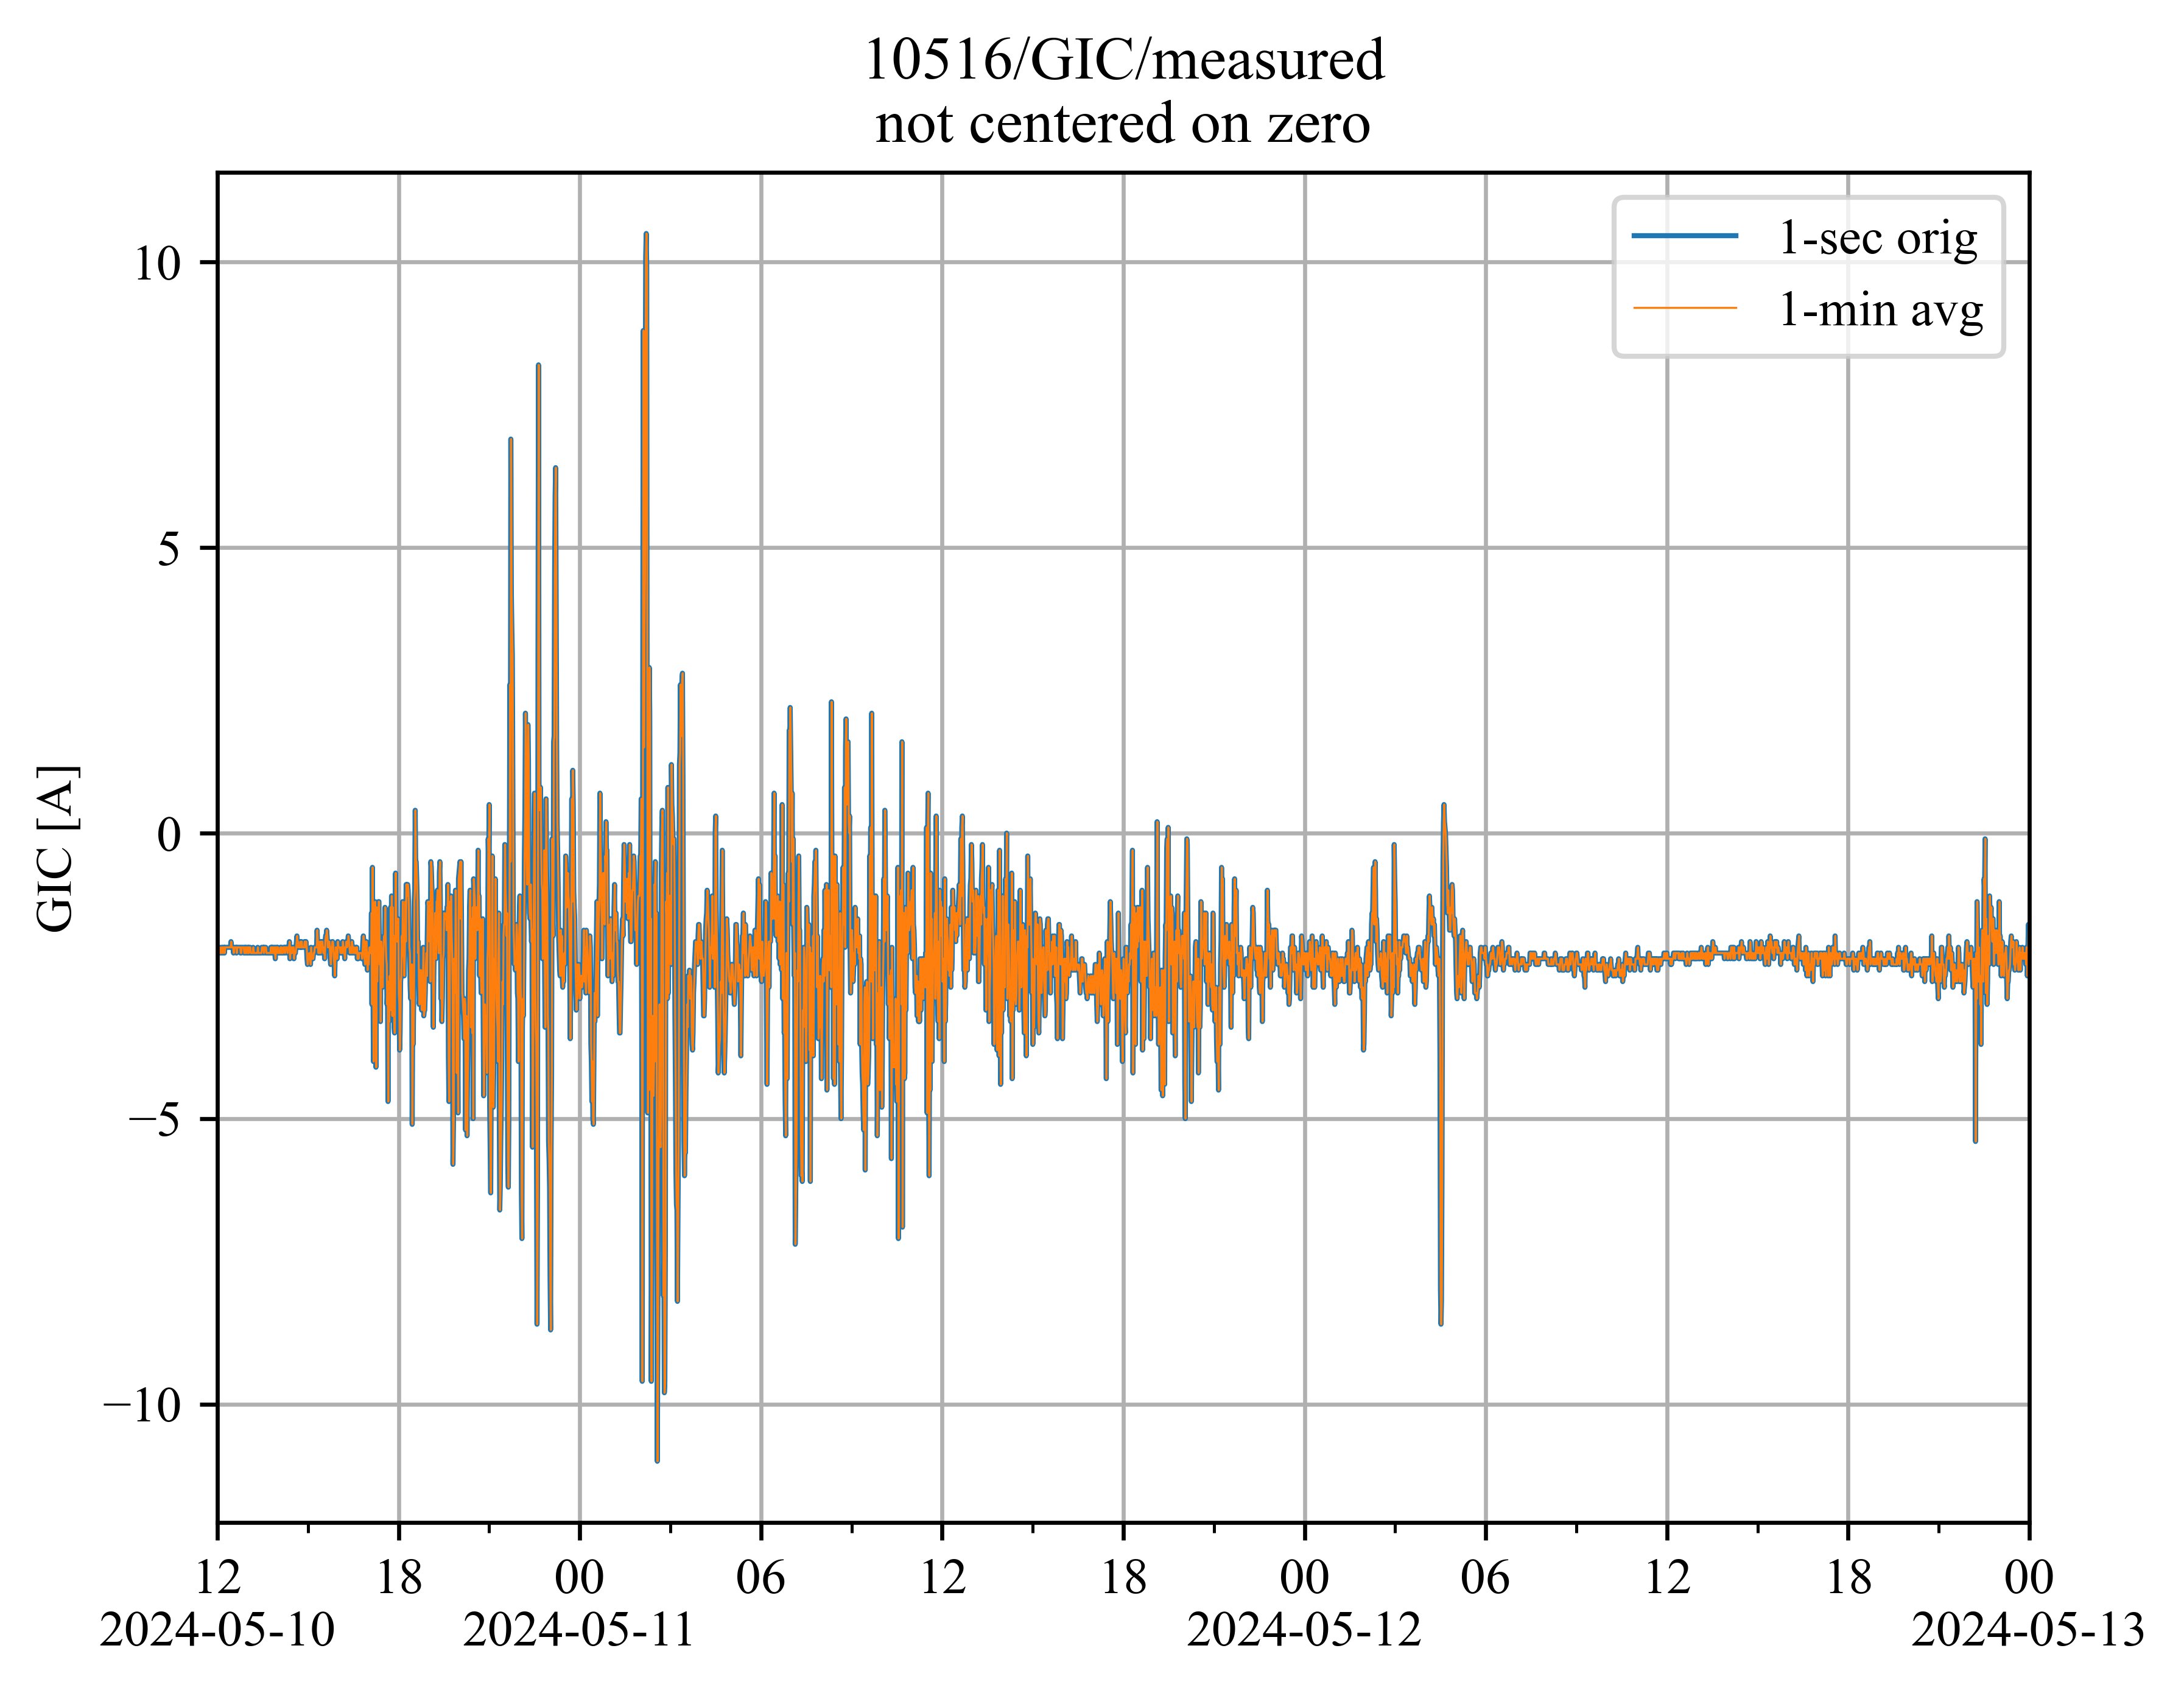 10516/GIC/measured
not centered on zero
1-sec orig
1-min avg
GIC [A]
10
5
0
−5
−10
12 18 00 06 12 18 00 06 12 18 00
2024-05-10 2024-05-11 2024-05-12 2024-05-13